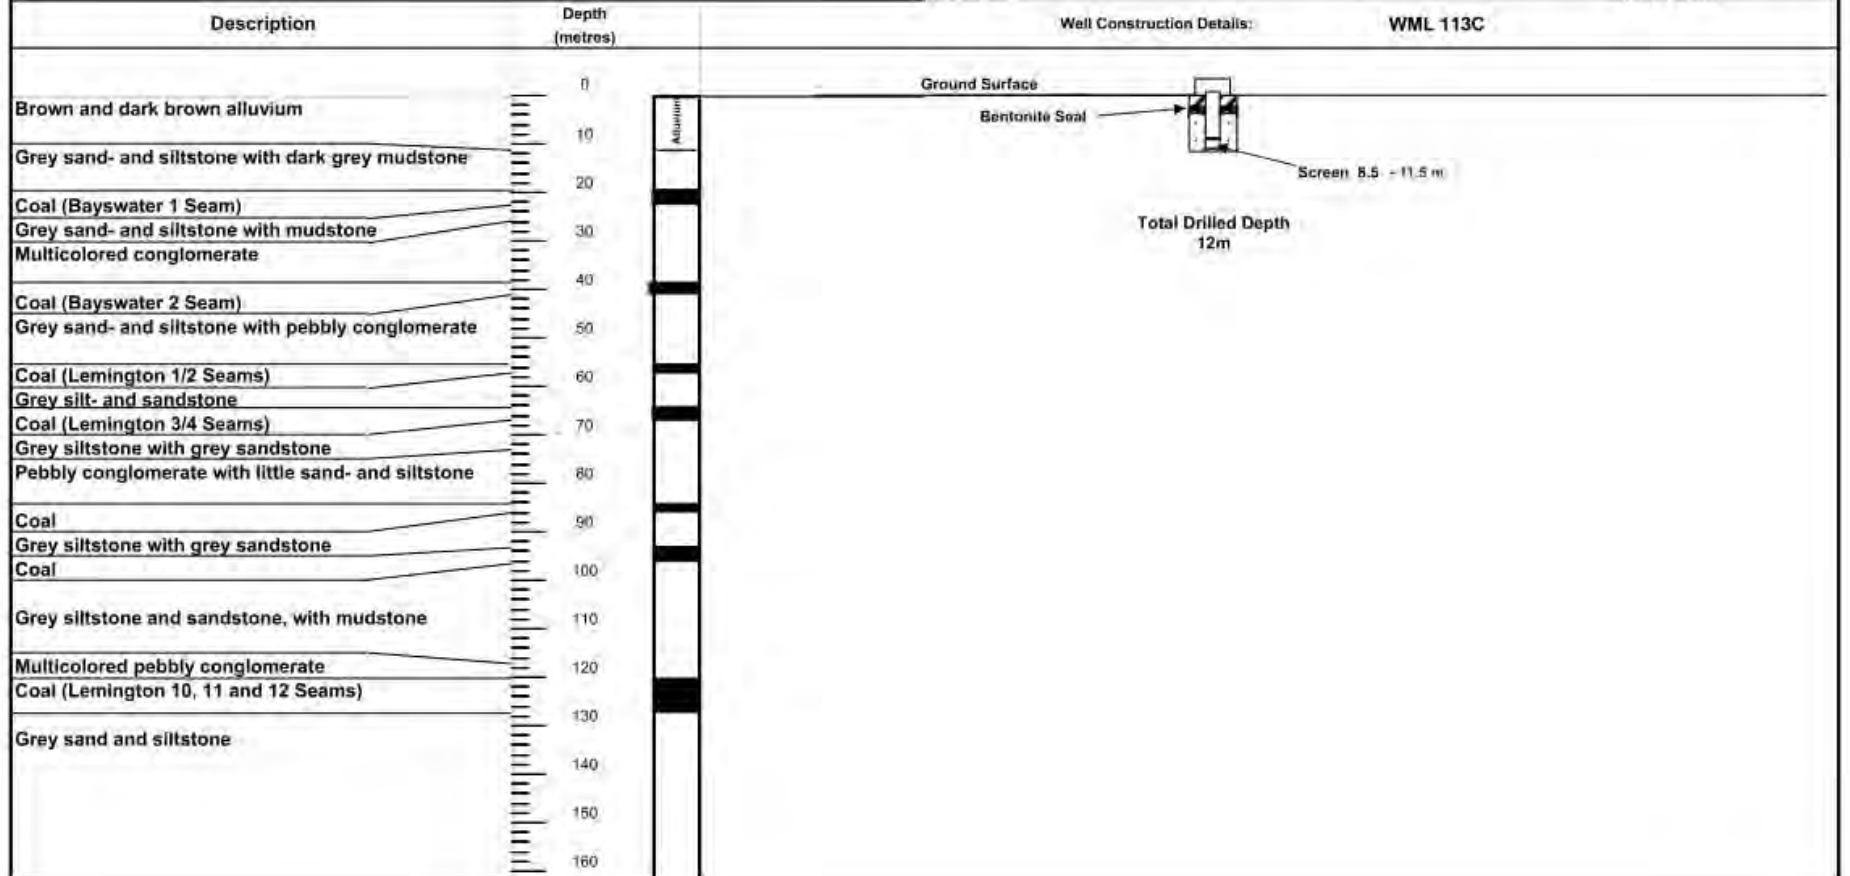 Description
Depth
(metres)
Well Construction Details:
WML 113C
0
Ground Surface
Brown and dark brown alluvium
Alluvium
Bentonite Seal
10
Grey sand- and siltstone with dark grey mudstone
Screen 8.5 - 11.5 m
20
Coal (Bayswater 1 Seam)
Total Drilled Depth
12m
Grey sand- and siltstone with mudstone
30
Multicolored conglomerate
40
Coal (Bayswater 2 Seam)
Grey sand- and siltstone with pebbly conglomerate
50
Coal (Lemington 1/2 Seams)
60
Grey silt- and sandstone
Coal (Lemington 3/4 Seams)
70
Grey siltstone with grey sandstone
Pebbly conglomerate with little sand- and siltstone
80
Coal
90
Grey siltstone with grey sandstone
Coal
100
Grey siltstone and sandstone, with mudstone
110
Multicolored pebbly conglomerate
120
Coal (Lemington 10, 11 and 12 Seams)
130
Grey sand and siltstone
140
150
160